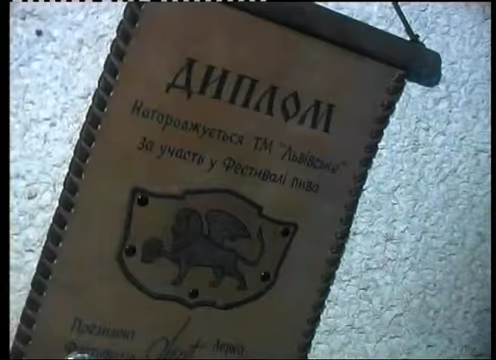 ДИПЛОМ
Нагороджується ТМ "Львівське"
За участь у Фестивалі пива
Президент